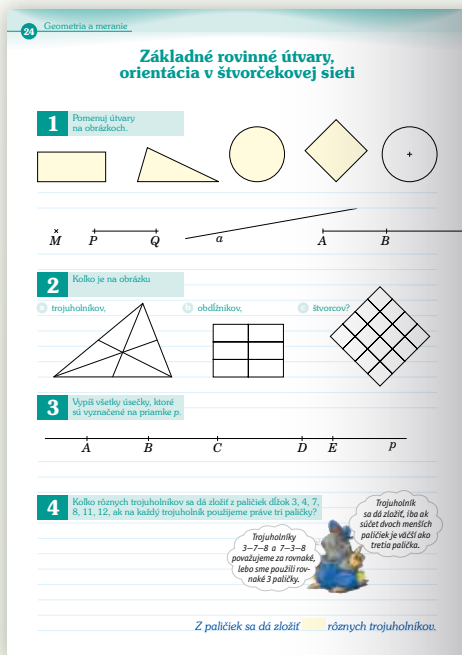 24 Geometria a meranie
Základné rovinné útvary,
orientácia v štvorčekovej sieti
1 Pomenuj útvary
na obrázkoch.
M P Q a A B
2 Koľko je na obrázku
a trojuholníkov, b obdĺžnikov, c štvorcov?
3 Vypíš všetky úsečky, ktoré
sú vyznačené na priamke p.
A B C D E p
4 Koľko rôznych trojuholníkov sa dá zložiť z paličiek dĺžok 3, 4, 7,
8, 11, 12, ak na každý trojuholník použijeme práve tri paličky?
Trojuholník
sa dá zložiť, iba ak
súčet dvoch menších
paličiek je väčší ako
tretia palička.
Trojuholníky
3–7–8 a 7–3–8
považujeme za rovnaké,
lebo sme použili rov-
naké 3 paličky.
Z paličiek sa dá zložiť rôznych trojuholníkov.